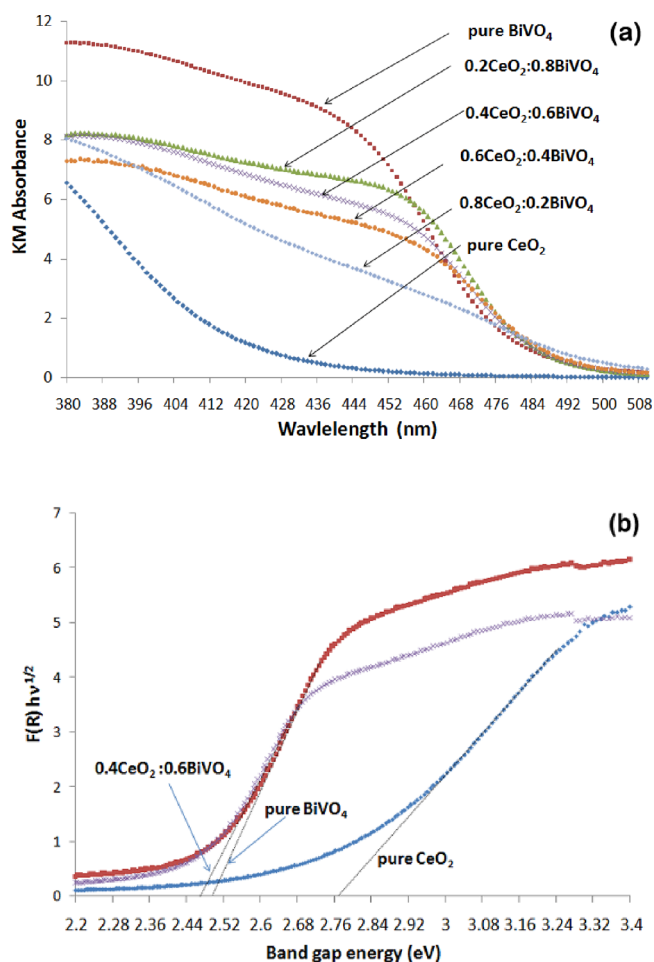 (a)
pure BiVO₄
0.2CeO₂:0.8BiVO₄
0.4CeO₂:0.6BiVO₄
0.6CeO₂:0.4BiVO₄
0.8CeO₂:0.2BiVO₄
pure CeO₂
KM Absorbance
12
10
8
6
4
2
0
380 388 396 404 412 420 428 436 444 452 460 468 476 484 492 500 508
Wavlelength (nm)
(b)
F(R) hν^1/2
7
6
5
4
3
2
1
0
0.4CeO₂:0.6BiVO₄
pure BiVO₄
pure CeO₂
2.2 2.28 2.36 2.44 2.52 2.6 2.68 2.76 2.84 2.92 3 3.08 3.16 3.24 3.32 3.4
Band gap energy (eV)